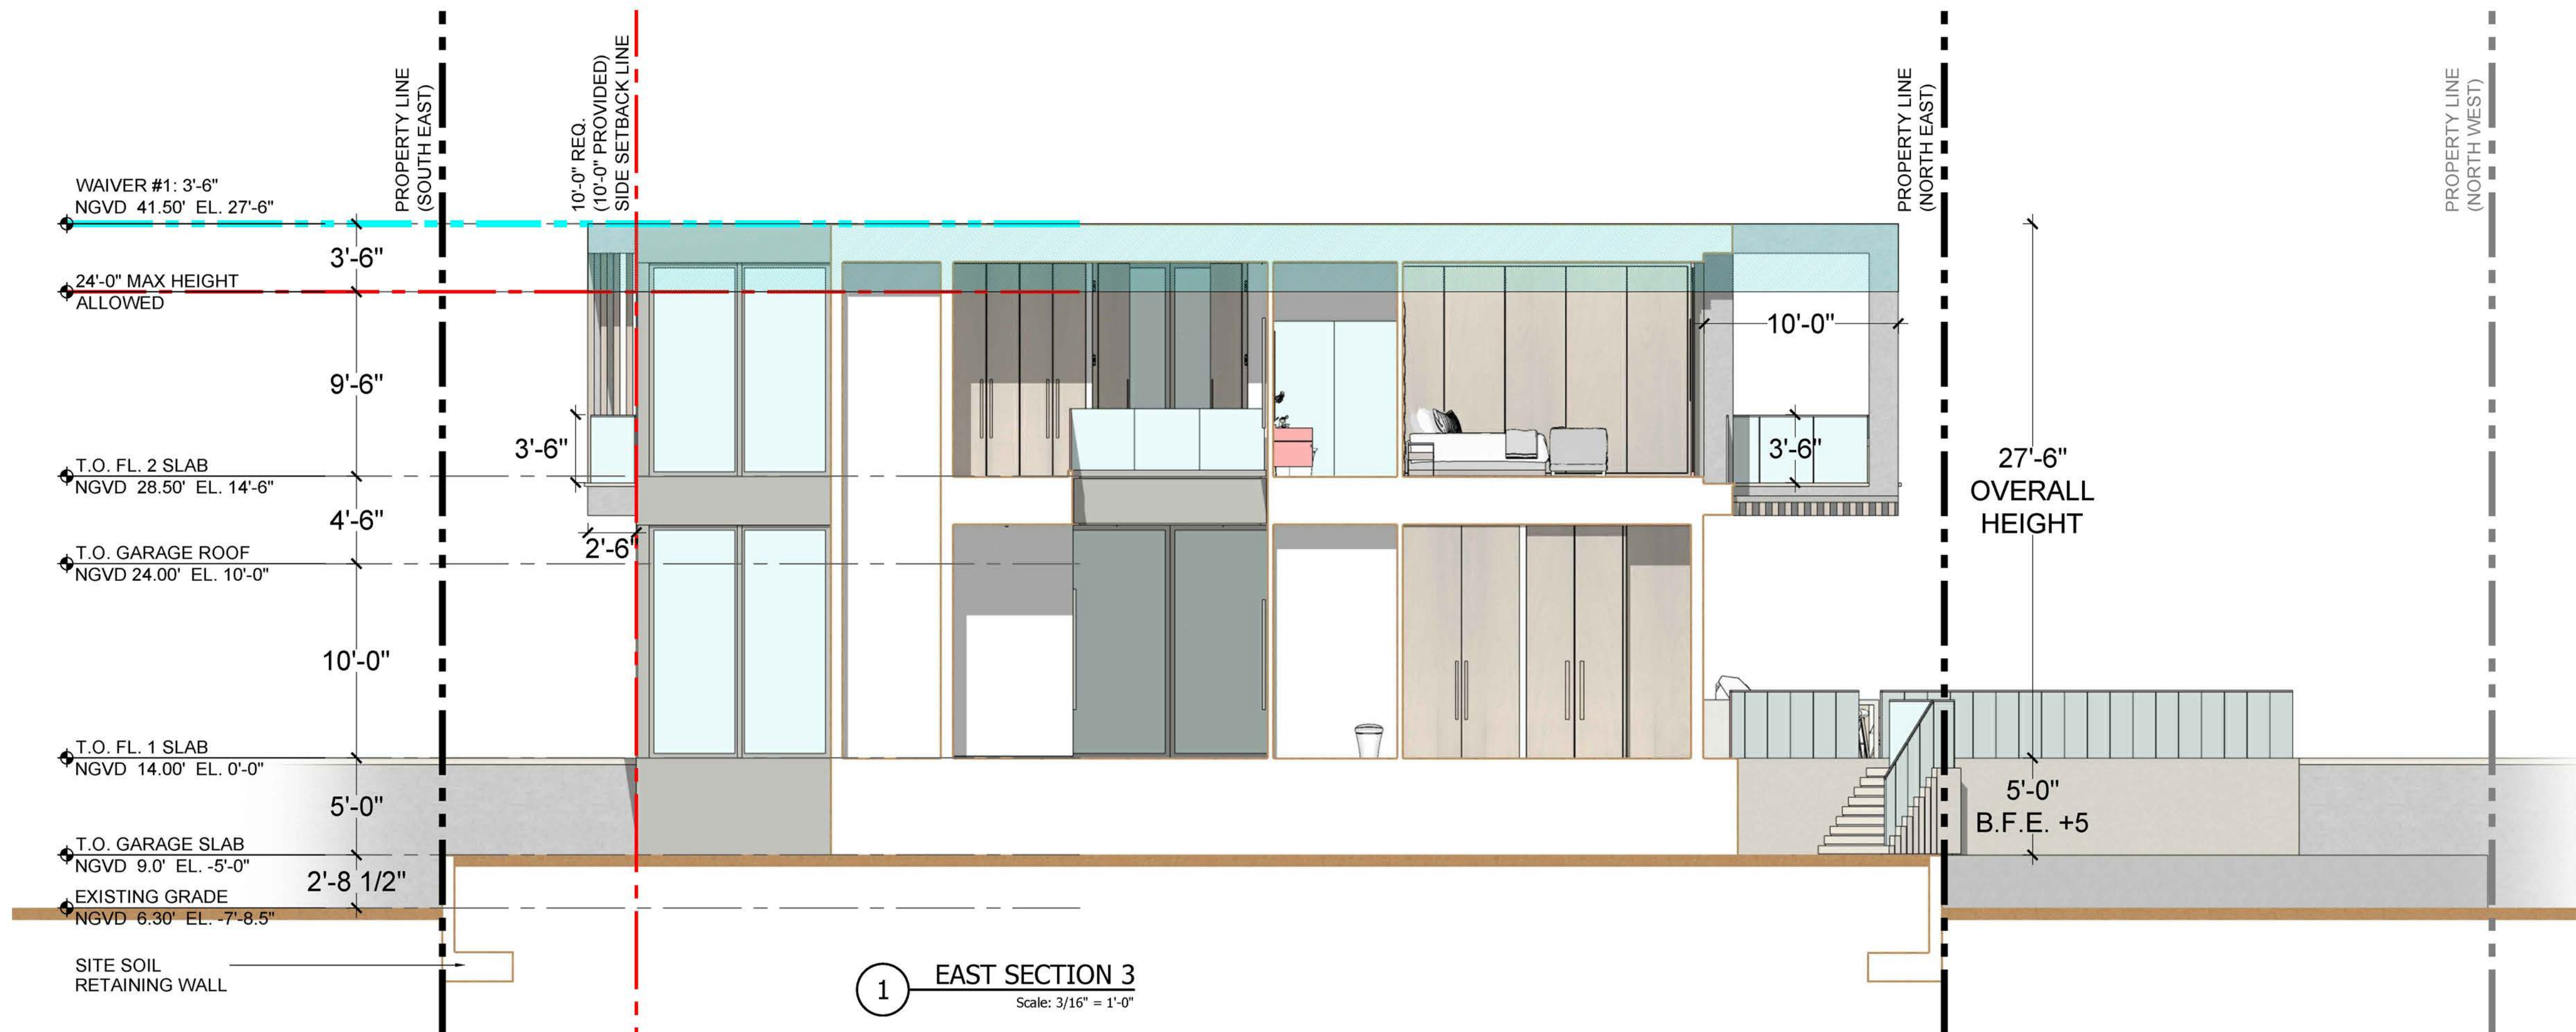 PROPERTY LINE
(SOUTH EAST)
10'-0" REQ.
(10'-0" PROVIDED)
SIDE SETBACK LINE
PROPERTY LINE
(NORTH EAST)
PROPERTY LINE
(NORTH WEST)
WAIVER #1: 3'-6"
NGVD 41.50' EL. 27'-6"
3'-6"
24'-0" MAX HEIGHT
ALLOWED
10'-0"
9'-6"
3'-6"
3'-6"
T.O. FL. 2 SLAB
NGVD 28.50' EL. 14'-6"
27'-6"
OVERALL
HEIGHT
4'-6"
2'-6"
T.O. GARAGE ROOF
NGVD 24.00' EL. 10'-0"
10'-0"
T.O. FL. 1 SLAB
NGVD 14.00' EL. 0'-0"
5'-0"
5'-0"
B.F.E. +5
T.O. GARAGE SLAB
NGVD 9.0' EL. -5'-0"
2'-8 1/2"
EXISTING GRADE
NGVD 6.30' EL. -7'-8.5"
SITE SOIL
RETAINING WALL
1
EAST SECTION 3
Scale: 3/16" = 1'-0"